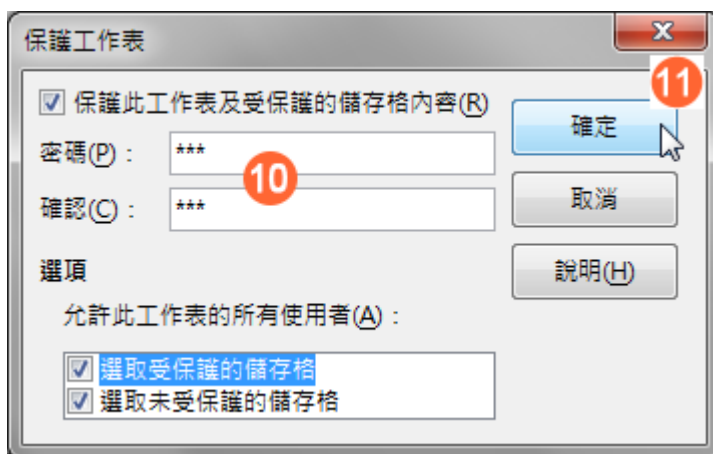 保護工作表
保護此工作表及受保護的儲存格內容(R)
11
密碼(P)： ***
10
確認(C)： ***
確定
取消
說明(H)
選項
允許此工作表的所有使用者(A)：
選取受保護的儲存格
選取未受保護的儲存格